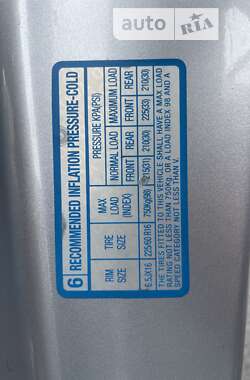 auto RIA
6 RECOMMENDED INFLATION PRESSURE-COLD
RIM SIZE TIRE SIZE MAX LOAD (INDEX) PRESSURE KPA(PSI)
NORMAL LOAD MAXIMUM LOAD
FRONT REAR FRONT REAR
6.5JX16 225/60 R16 750Kg(98) 215(31) 210(30) 225(33) 210(30)
TIRES FITTED TO THIS VEHICLE SHALL HAVE A MAX LOAD
RATING NOT LESS THAN 750Kg. OR A LOAD INDEX 98 AND A
SPEED CATEGORY NOT LESS THAN V.